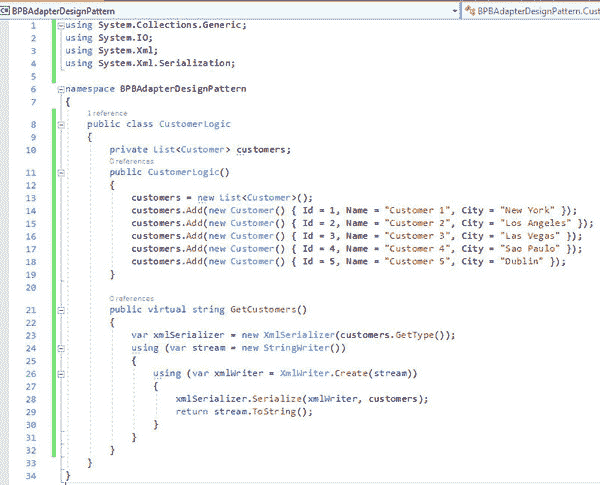 BPBAdapterDesignPattern BPBAdapterDesignPattern.Cus
1 using System.Collections.Generic;
2 using System.IO;
3 using System.Xml;
4 using System.Xml.Serialization;
5
6 namespace BPBAdapterDesignPattern
7 {
1 reference
8 public class CustomerLogic
9 {
10 private List<Customer> customers;
0 references
11 public CustomerLogic()
12 {
13 customers = new List<Customer>();
14 customers.Add(new Customer() { Id = 1, Name = "Customer 1", City = "New York" });
15 customers.Add(new Customer() { Id = 2, Name = "Customer 2", City = "Los Angeles" });
16 customers.Add(new Customer() { Id = 3, Name = "Customer 3", City = "Las Vegas" });
17 customers.Add(new Customer() { Id = 4, Name = "Customer 4", City = "Sao Paulo" });
18 customers.Add(new Customer() { Id = 5, Name = "Customer 5", City = "Dublin" });
19 }
20
0 references
21 public virtual string GetCustomers()
22 {
23 var xmlSerializer = new XmlSerializer(customers.GetType());
24 using (var stream = new StringWriter())
25 {
26 using (var xmlWriter = XmlWriter.Create(stream))
27 {
28 xmlSerializer.Serialize(xmlWriter, customers);
29 return stream.ToString();
30 }
31 }
32 }
33 }
34 }